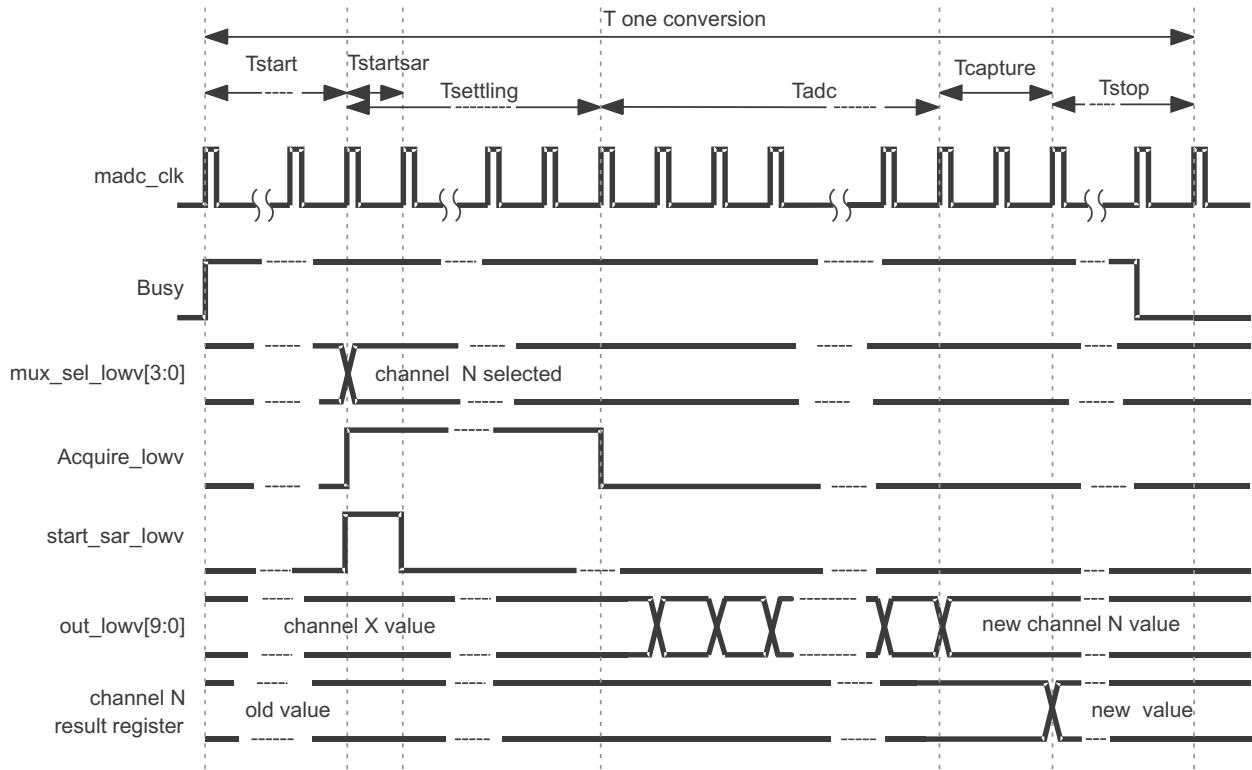 T one conversion
Tstart
Tstartsar
Tsettling
Tadc
Tcapture
Tstop
madc_clk
Busy
mux_sel_lowv[3:0]
channel N selected
Acquire_lowv
start_sar_lowv
out_lowv[9:0]
channel X value
new channel N value
channel N
result register
old value
new value